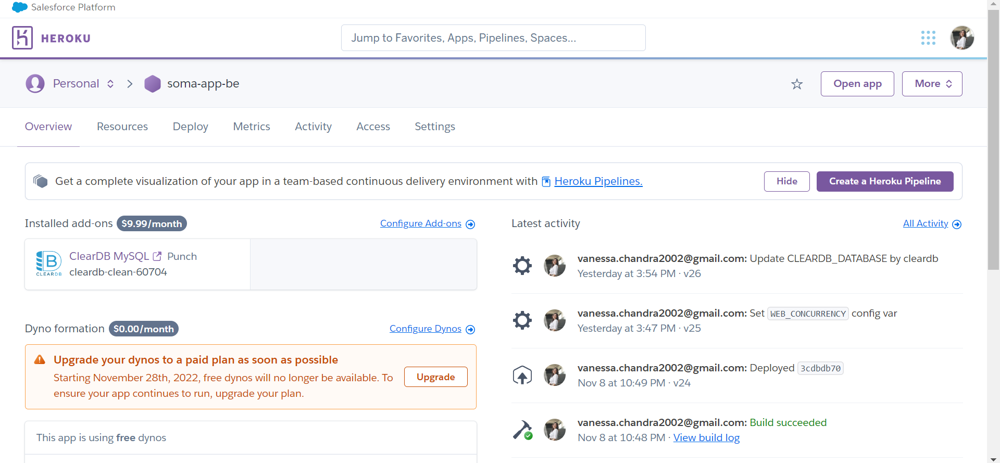 Salesforce Platform
HEROKU
Jump to Favorites, Apps, Pipelines, Spaces...
Personal
soma-app-be
Open app
More
Overview
Resources
Deploy
Metrics
Activity
Access
Settings
Get a complete visualization of your app in a team-based continuous delivery environment with Heroku Pipelines.
Hide
Create a Heroku Pipeline
Installed add-ons $9.99/month
Configure Add-ons
ClearDB MySQL Punch
cleardb-clean-60704
CLEARDB
Dyno formation $0.00/month
Configure Dynos
Upgrade your dynos to a paid plan as soon as possible
Starting November 28th, 2022, free dynos will no longer be available. To
ensure your app continues to run, upgrade your plan.
Upgrade
This app is using free dynos
Latest activity
All Activity
vanessa.chandra2002@gmail.com: Update CLEARDB_DATABASE by cleardb
Yesterday at 3:54 PM · v26
vanessa.chandra2002@gmail.com: Set WEB_CONCURRENCY config var
Yesterday at 3:47 PM · v25
vanessa.chandra2002@gmail.com: Deployed 3cdbdb70
Nov 8 at 10:49 PM · v24
vanessa.chandra2002@gmail.com: Build succeeded
Nov 8 at 10:48 PM · View build log